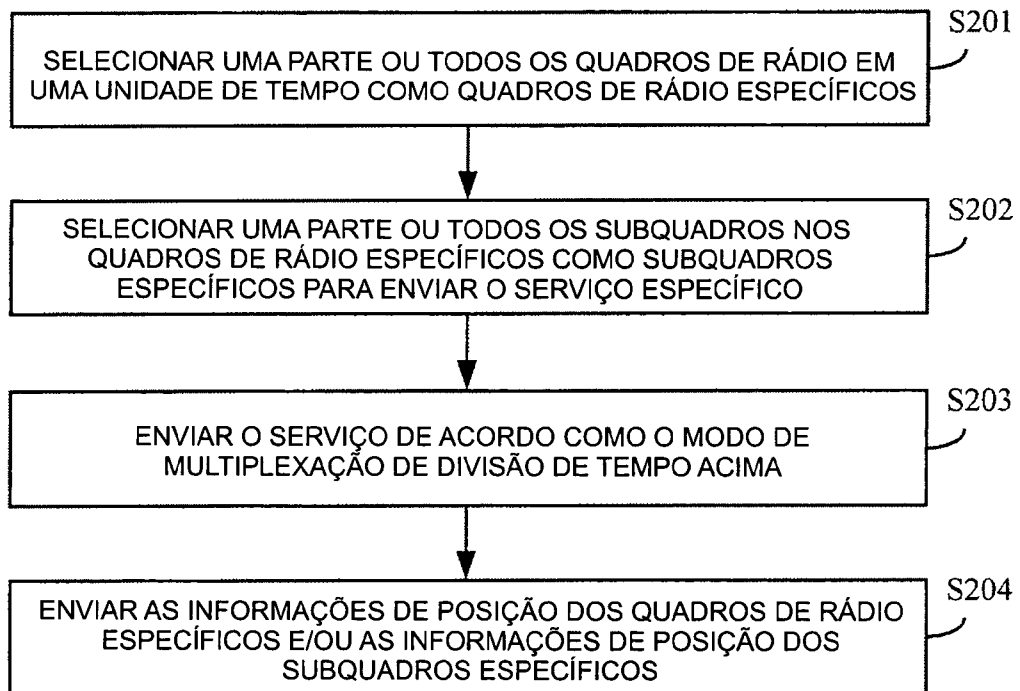 S201
SELECIONAR UMA PARTE OU TODOS OS QUADROS DE RÁDIO EM
UMA UNIDADE DE TEMPO COMO QUADROS DE RÁDIO ESPECÍFICOS
S202
SELECIONAR UMA PARTE OU TODOS OS SUBQUADROS NOS
QUADROS DE RÁDIO ESPECÍFICOS COMO SUBQUADROS
ESPECÍFICOS PARA ENVIAR O SERVIÇO ESPECÍFICO
S203
ENVIAR O SERVIÇO DE ACORDO COMO O MODO DE
MULTIPLEXAÇÃO DE DIVISÃO DE TEMPO ACIMA
S204
ENVIAR AS INFORMAÇÕES DE POSIÇÃO DOS QUADROS DE RÁDIO
ESPECÍFICOS E/OU AS INFORMAÇÕES DE POSIÇÃO DOS
SUBQUADROS ESPECÍFICOS